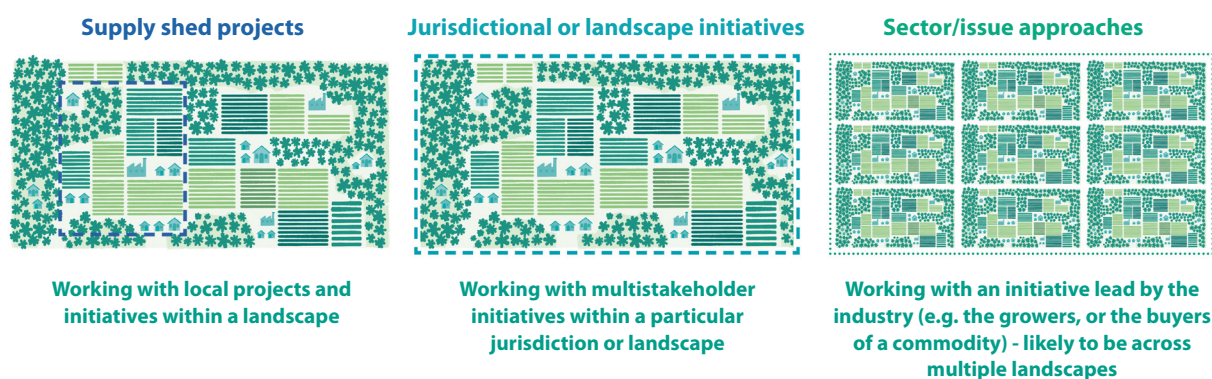 Supply shed projects
Jurisdictional or landscape initiatives
Sector/issue approaches
Working with local projects and
initiatives within a landscape
Working with multistakeholder
initiatives within a particular
jurisdiction or landscape
Working with an initiative lead by the
industry (e.g. the growers, or the buyers
of a commodity) - likely to be across
multiple landscapes